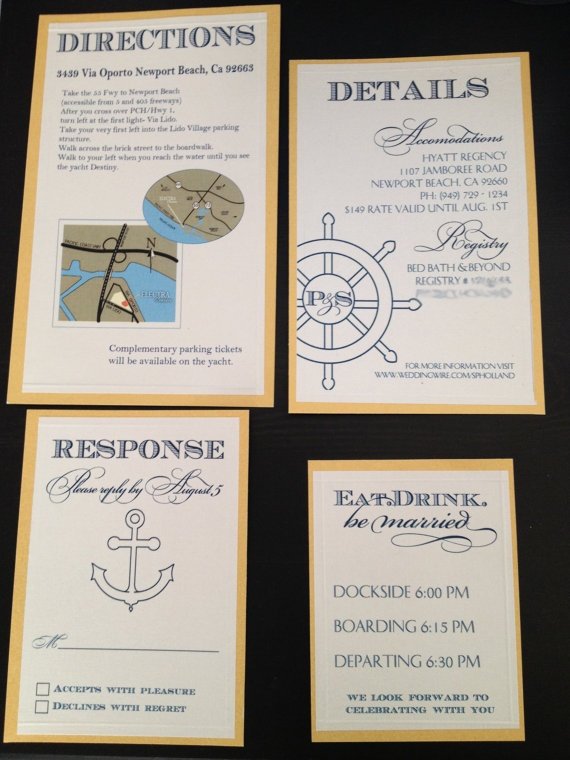 DIRECTIONS
3439 Via Oporto Newport Beach, Ca 92663
Take the 55 Fwy to Newport Beach
(accessible from 5 and 405 freeways)
After you cross over PCH/Hwy 1,
turn left at the first light- Via Lido.
Take your very first left into the Lido Village parking
structure.
Walk across the brick street to the boardwalk.
Walk to your left when you reach the water until you see
the yacht Destiny.
PACIFIC COAST HWY
N
ELECTRA
Complementary parking tickets
will be available on the yacht.
DETAILS
Accomodations
HYATT REGENCY
1107 JAMBOREE ROAD
NEWPORT BEACH, CA 92660
PH: (949) 729 - 1234
$149 RATE VALID UNTIL AUG. 1ST
Registry
BED BATH & BEYOND
REGISTRY #
P&S
FOR MORE INFORMATION VISIT
WWW.WEDDINGWIRE.COM/SPHOLLAND
RESPONSE
Please reply by August 5
M
ACCEPTS WITH PLEASURE
DECLINES WITH REGRET
EAT. DRINK.
be married
DOCKSIDE 6:00 PM
BOARDING 6:15 PM
DEPARTING 6:30 PM
WE LOOK FORWARD TO
CELEBRATING WITH YOU